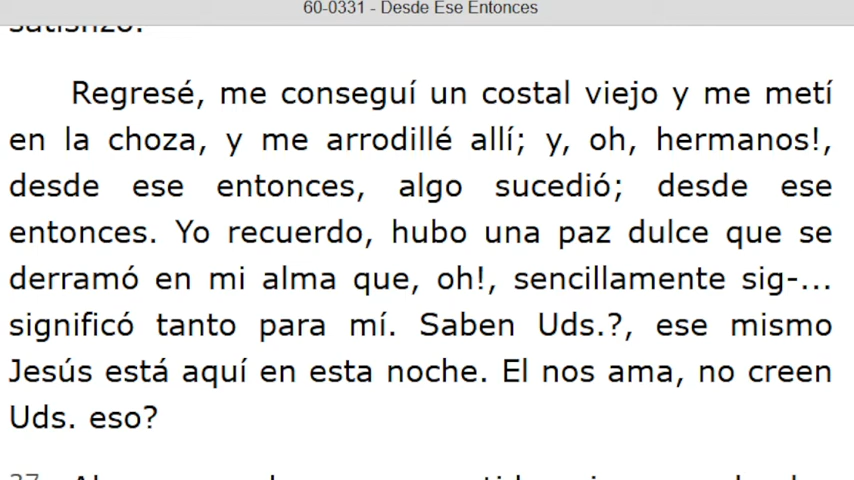 60-0331 - Desde Ese Entonces
satisfizo.
Regresé, me conseguí un costal viejo y me metí
en la choza, y me arrodillé allí; y, oh, hermanos!,
desde ese entonces, algo sucedió; desde ese
entonces. Yo recuerdo, hubo una paz dulce que se
derramó en mi alma que, oh!, sencillamente sig-...
significó tanto para mí. Saben Uds.?, ese mismo
Jesús está aquí en esta noche. El nos ama, no creen
Uds. eso?
37